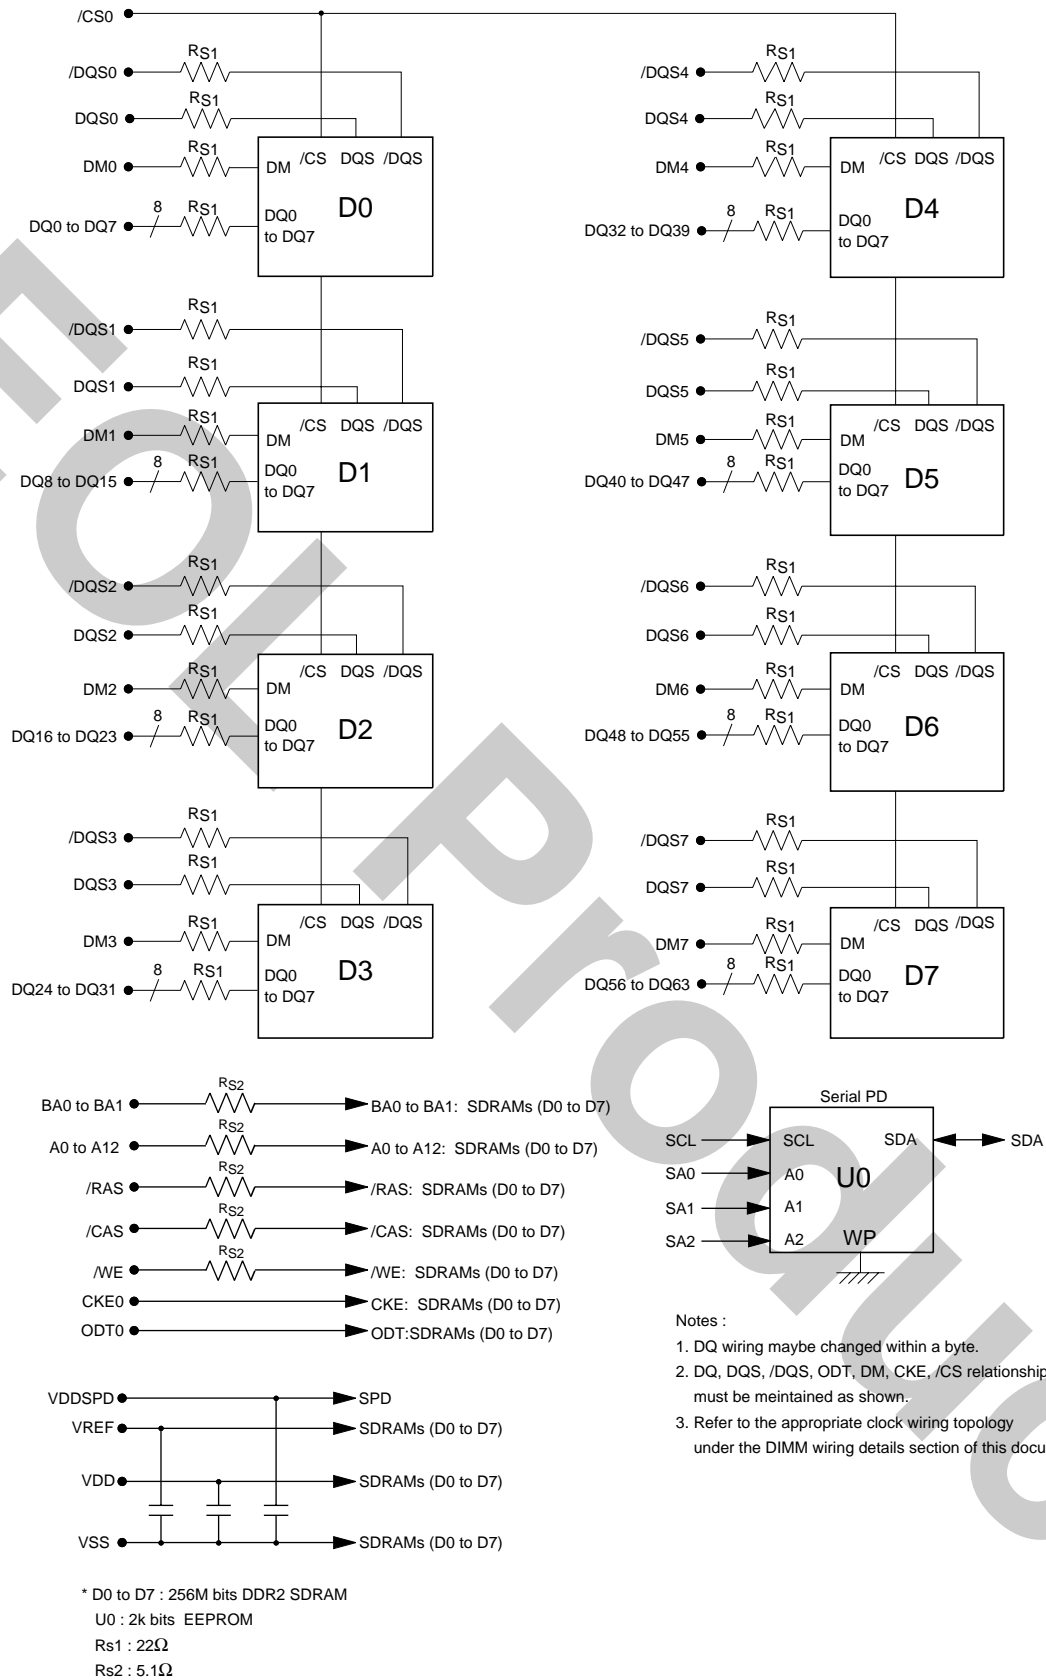 /CS0
/DQS0 RS1
DQS0 RS1
DM0 RS1
DQ0 to DQ7 8 RS1
/CS DQS /DQS
DM
D0
DQ0
to DQ7
/DQS4 RS1
DQS4 RS1
DM4 RS1
DQ32 to DQ39 8 RS1
/CS DQS /DQS
DM
D4
DQ0
to DQ7
/DQS1 RS1
DQS1 RS1
DM1 RS1
DQ8 to DQ15 8 RS1
/CS DQS /DQS
DM
D1
DQ0
to DQ7
/DQS5 RS1
DQS5 RS1
DM5 RS1
DQ40 to DQ47 8 RS1
/CS DQS /DQS
DM
D5
DQ0
to DQ7
/DQS2 RS1
DQS2 RS1
DM2 RS1
DQ16 to DQ23 8 RS1
/CS DQS /DQS
DM
D2
DQ0
to DQ7
/DQS6 RS1
DQS6 RS1
DM6 RS1
DQ48 to DQ55 8 RS1
/CS DQS /DQS
DM
D6
DQ0
to DQ7
/DQS3 RS1
DQS3 RS1
DM3 RS1
DQ24 to DQ31 8 RS1
/CS DQS /DQS
DM
D3
DQ0
to DQ7
/DQS7 RS1
DQS7 RS1
DM7 RS1
DQ56 to DQ63 8 RS1
/CS DQS /DQS
DM
D7
DQ0
to DQ7
BA0 to BA1 RS2 BA0 to BA1: SDRAMs (D0 to D7)
A0 to A12 RS2 A0 to A12: SDRAMs (D0 to D7)
/RAS RS2 /RAS: SDRAMs (D0 to D7)
/CAS RS2 /CAS: SDRAMs (D0 to D7)
/WE RS2 /WE: SDRAMs (D0 to D7)
CKE0 CKE: SDRAMs (D0 to D7)
ODT0 ODT:SDRAMs (D0 to D7)
Serial PD
SCL SCL SDA SDA
SA0 A0 U0
SA1 A1
SA2 A2 WP
Notes :
1. DQ wiring maybe changed within a byte.
2. DQ, DQS, /DQS, ODT, DM, CKE, /CS relationship
must be meintained as shown.
3. Refer to the appropriate clock wiring topology
under the DIMM wiring details section of this docu
VDDSPD SPD
VREF SDRAMs (D0 to D7)
VDD SDRAMs (D0 to D7)
VSS SDRAMs (D0 to D7)
* D0 to D7 : 256M bits DDR2 SDRAM
U0 : 2k bits EEPROM
Rs1 : 22Ω
Rs2 : 5.1Ω
EOL Produc